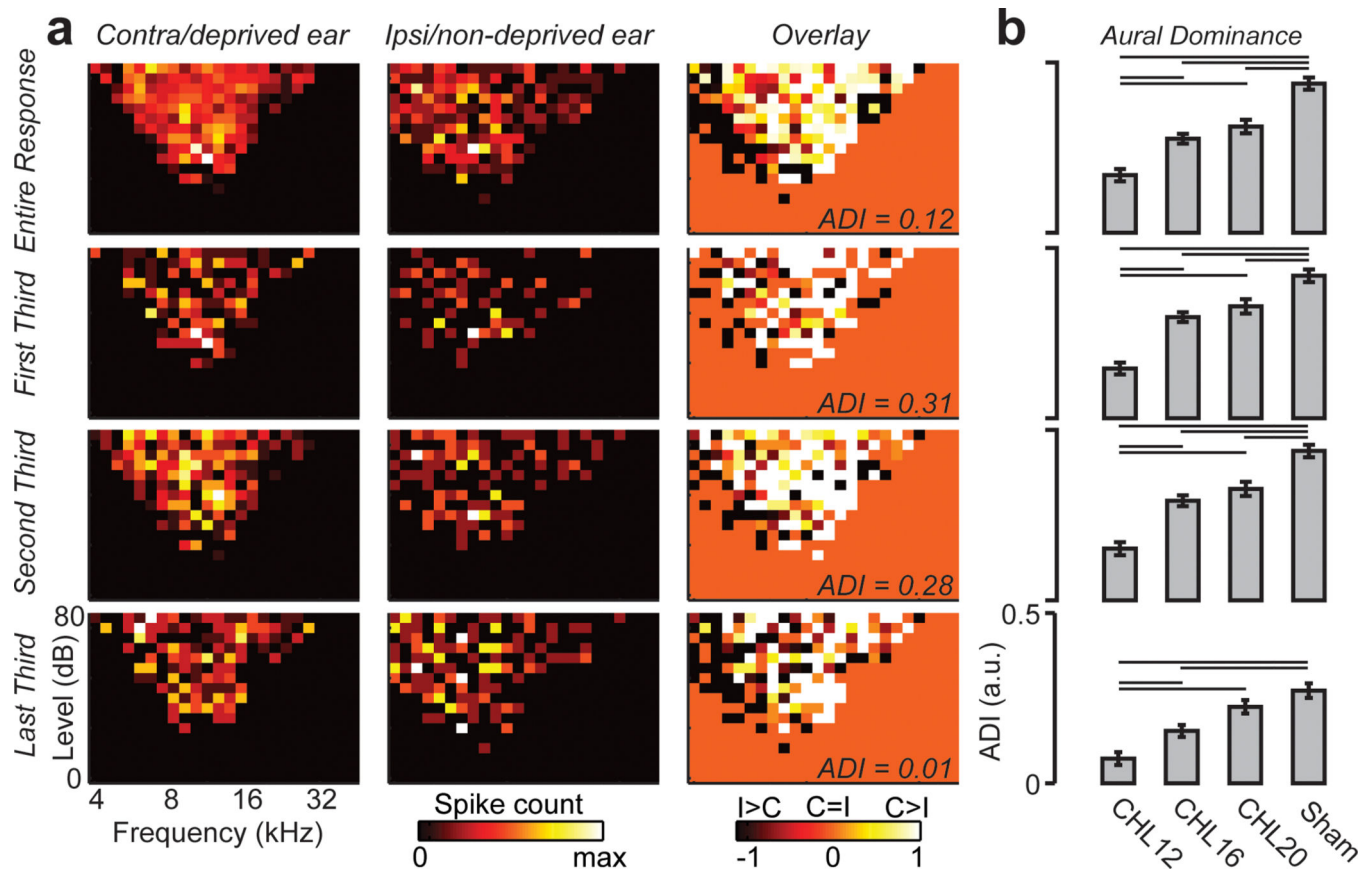 a
Contra/deprived ear
Ipsi/non-deprived ear
Overlay
b
Aural Dominance
Entire Response
ADI = 0.12
First Third
ADI = 0.31
Second Third
ADI = 0.28
Last Third
Level (dB)
80
0
ADI = 0.01
4 8 16 32
Frequency (kHz)
Spike count
0 max
I>C C=I C>I
-1 0 1
0.5
ADI (a.u.)
0
CHL12
CHL16
CHL20
Sham